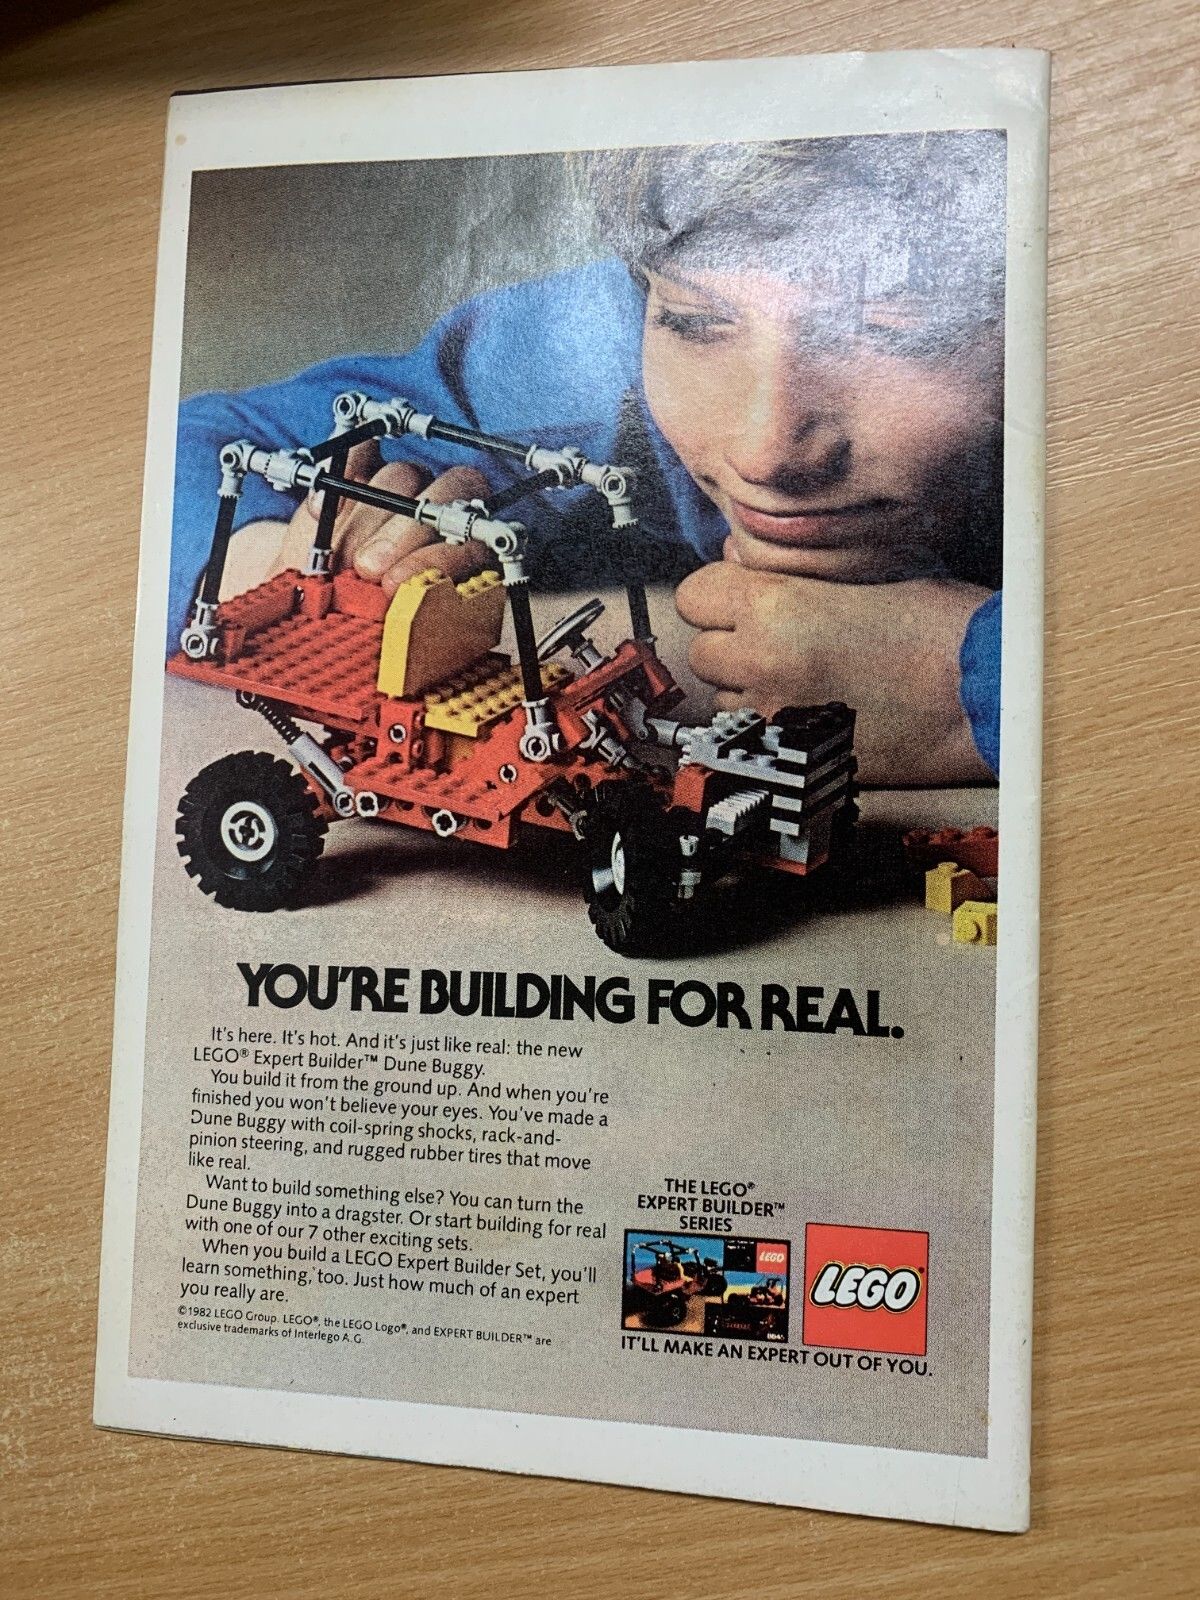 YOU'RE BUILDING FOR REAL.
It's here. It's hot. And it's just like real: the new
LEGO® Expert Builder™ Dune Buggy.
You build it from the ground up. And when you're
finished you won't believe your eyes. You've made a
Dune Buggy with coil-spring shocks, rack-and-
pinion steering, and rugged rubber tires that move
like real.
Want to build something else? You can turn the
Dune Buggy into a dragster. Or start building for real
with one of our 7 other exciting sets.
When you build a LEGO Expert Builder Set, you'll
learn something, too. Just how much of an expert
you really are.
©1982 LEGO Group. LEGO®, the LEGO Logo®, and EXPERT BUILDER™ are
exclusive trademarks of Interlego A.G.
THE LEGO®
EXPERT BUILDER™
SERIES
LEGO
8845
LEGO®
IT'LL MAKE AN EXPERT OUT OF YOU.